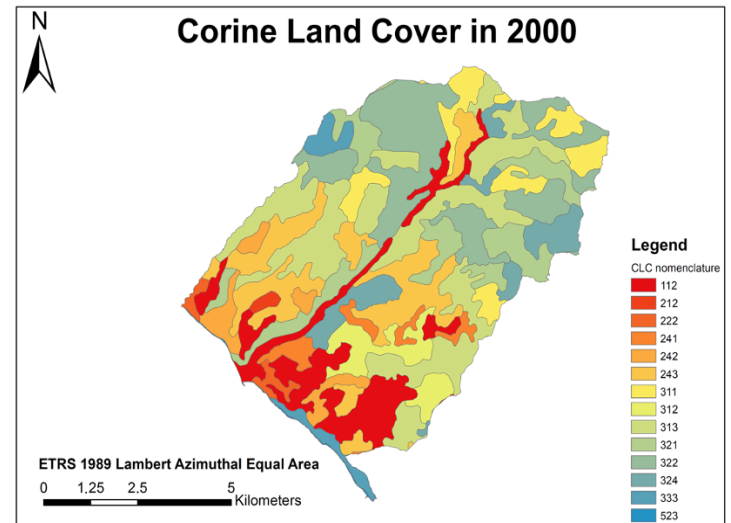 N
Corine Land Cover in 2000
Legend
CLC nomenclature
112
212
222
241
242
243
311
312
313
321
322
324
333
523
ETRS 1989 Lambert Azimuthal Equal Area
0 1,25 2.5 5
Kilometers